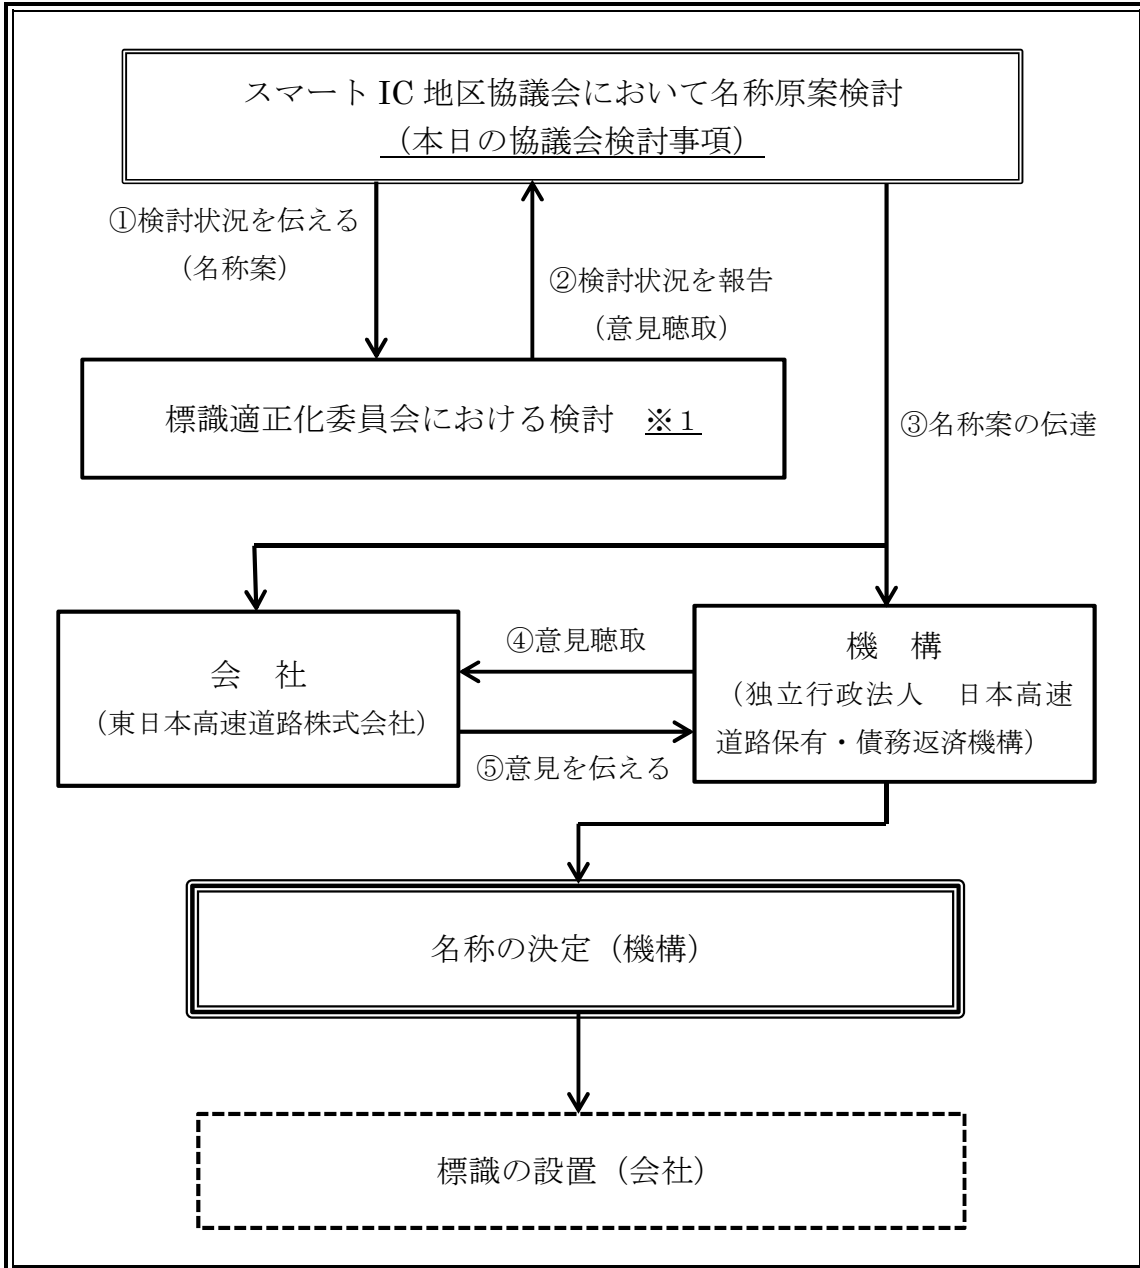 スマート IC 地区協議会において名称原案検討
(本日の協議会検討事項)
①検討状況を伝える
(名称案)
②検討状況を報告
(意見聴取)
標識適正化委員会における検討　※1
③名称案の伝達
会　社
(東日本高速道路株式会社)
④意見聴取
⑤意見を伝える
機　構
(独立行政法人　日本高速
道路保有・債務返済機構)
名称の決定(機構)
標識の設置(会社)